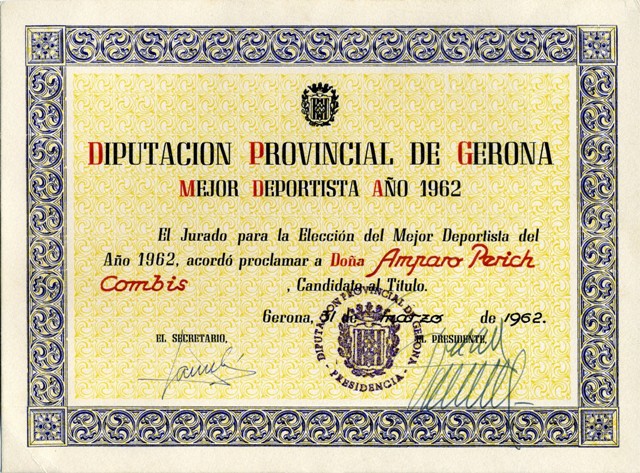 DIPUTACION PROVINCIAL DE GERONA
MEJOR DEPORTISTA AÑO 1962
El Jurado para la Elección del Mejor Deportista del
Año 1962, acordó proclamar a Doña Amparo Perich
Combis , Candidato al Título.
Gerona, 31 de marzo de 1962.
EL SECRETARIO, EL PRESIDENTE,
DIPUTACION PROVINCIAL DE GERONA
- PRESIDENCIA -